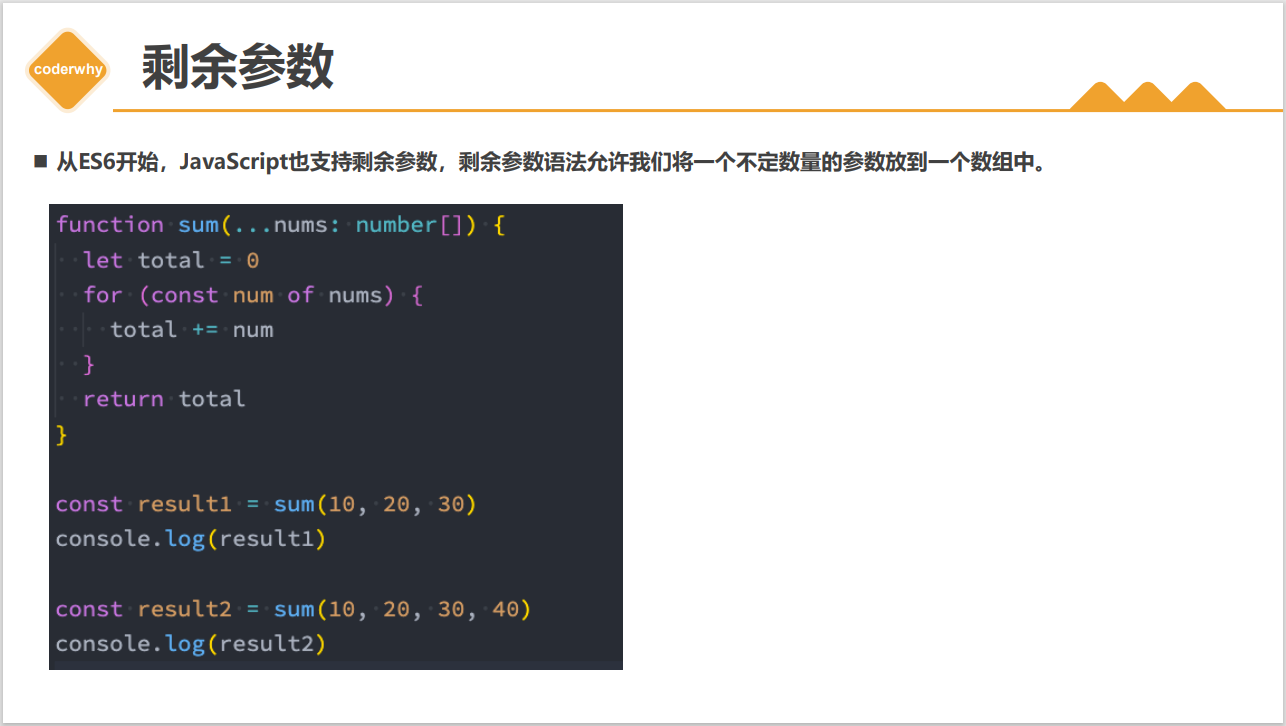 coderwhy
剩余参数
从ES6开始，JavaScript也支持剩余参数，剩余参数语法允许我们将一个不定数量的参数放到一个数组中。
function sum(...nums: number[]) {
  let total = 0
  for (const num of nums) {
    total += num
  }
  return total
}
const result1 = sum(10, 20, 30)
console.log(result1)
const result2 = sum(10, 20, 30, 40)
console.log(result2)